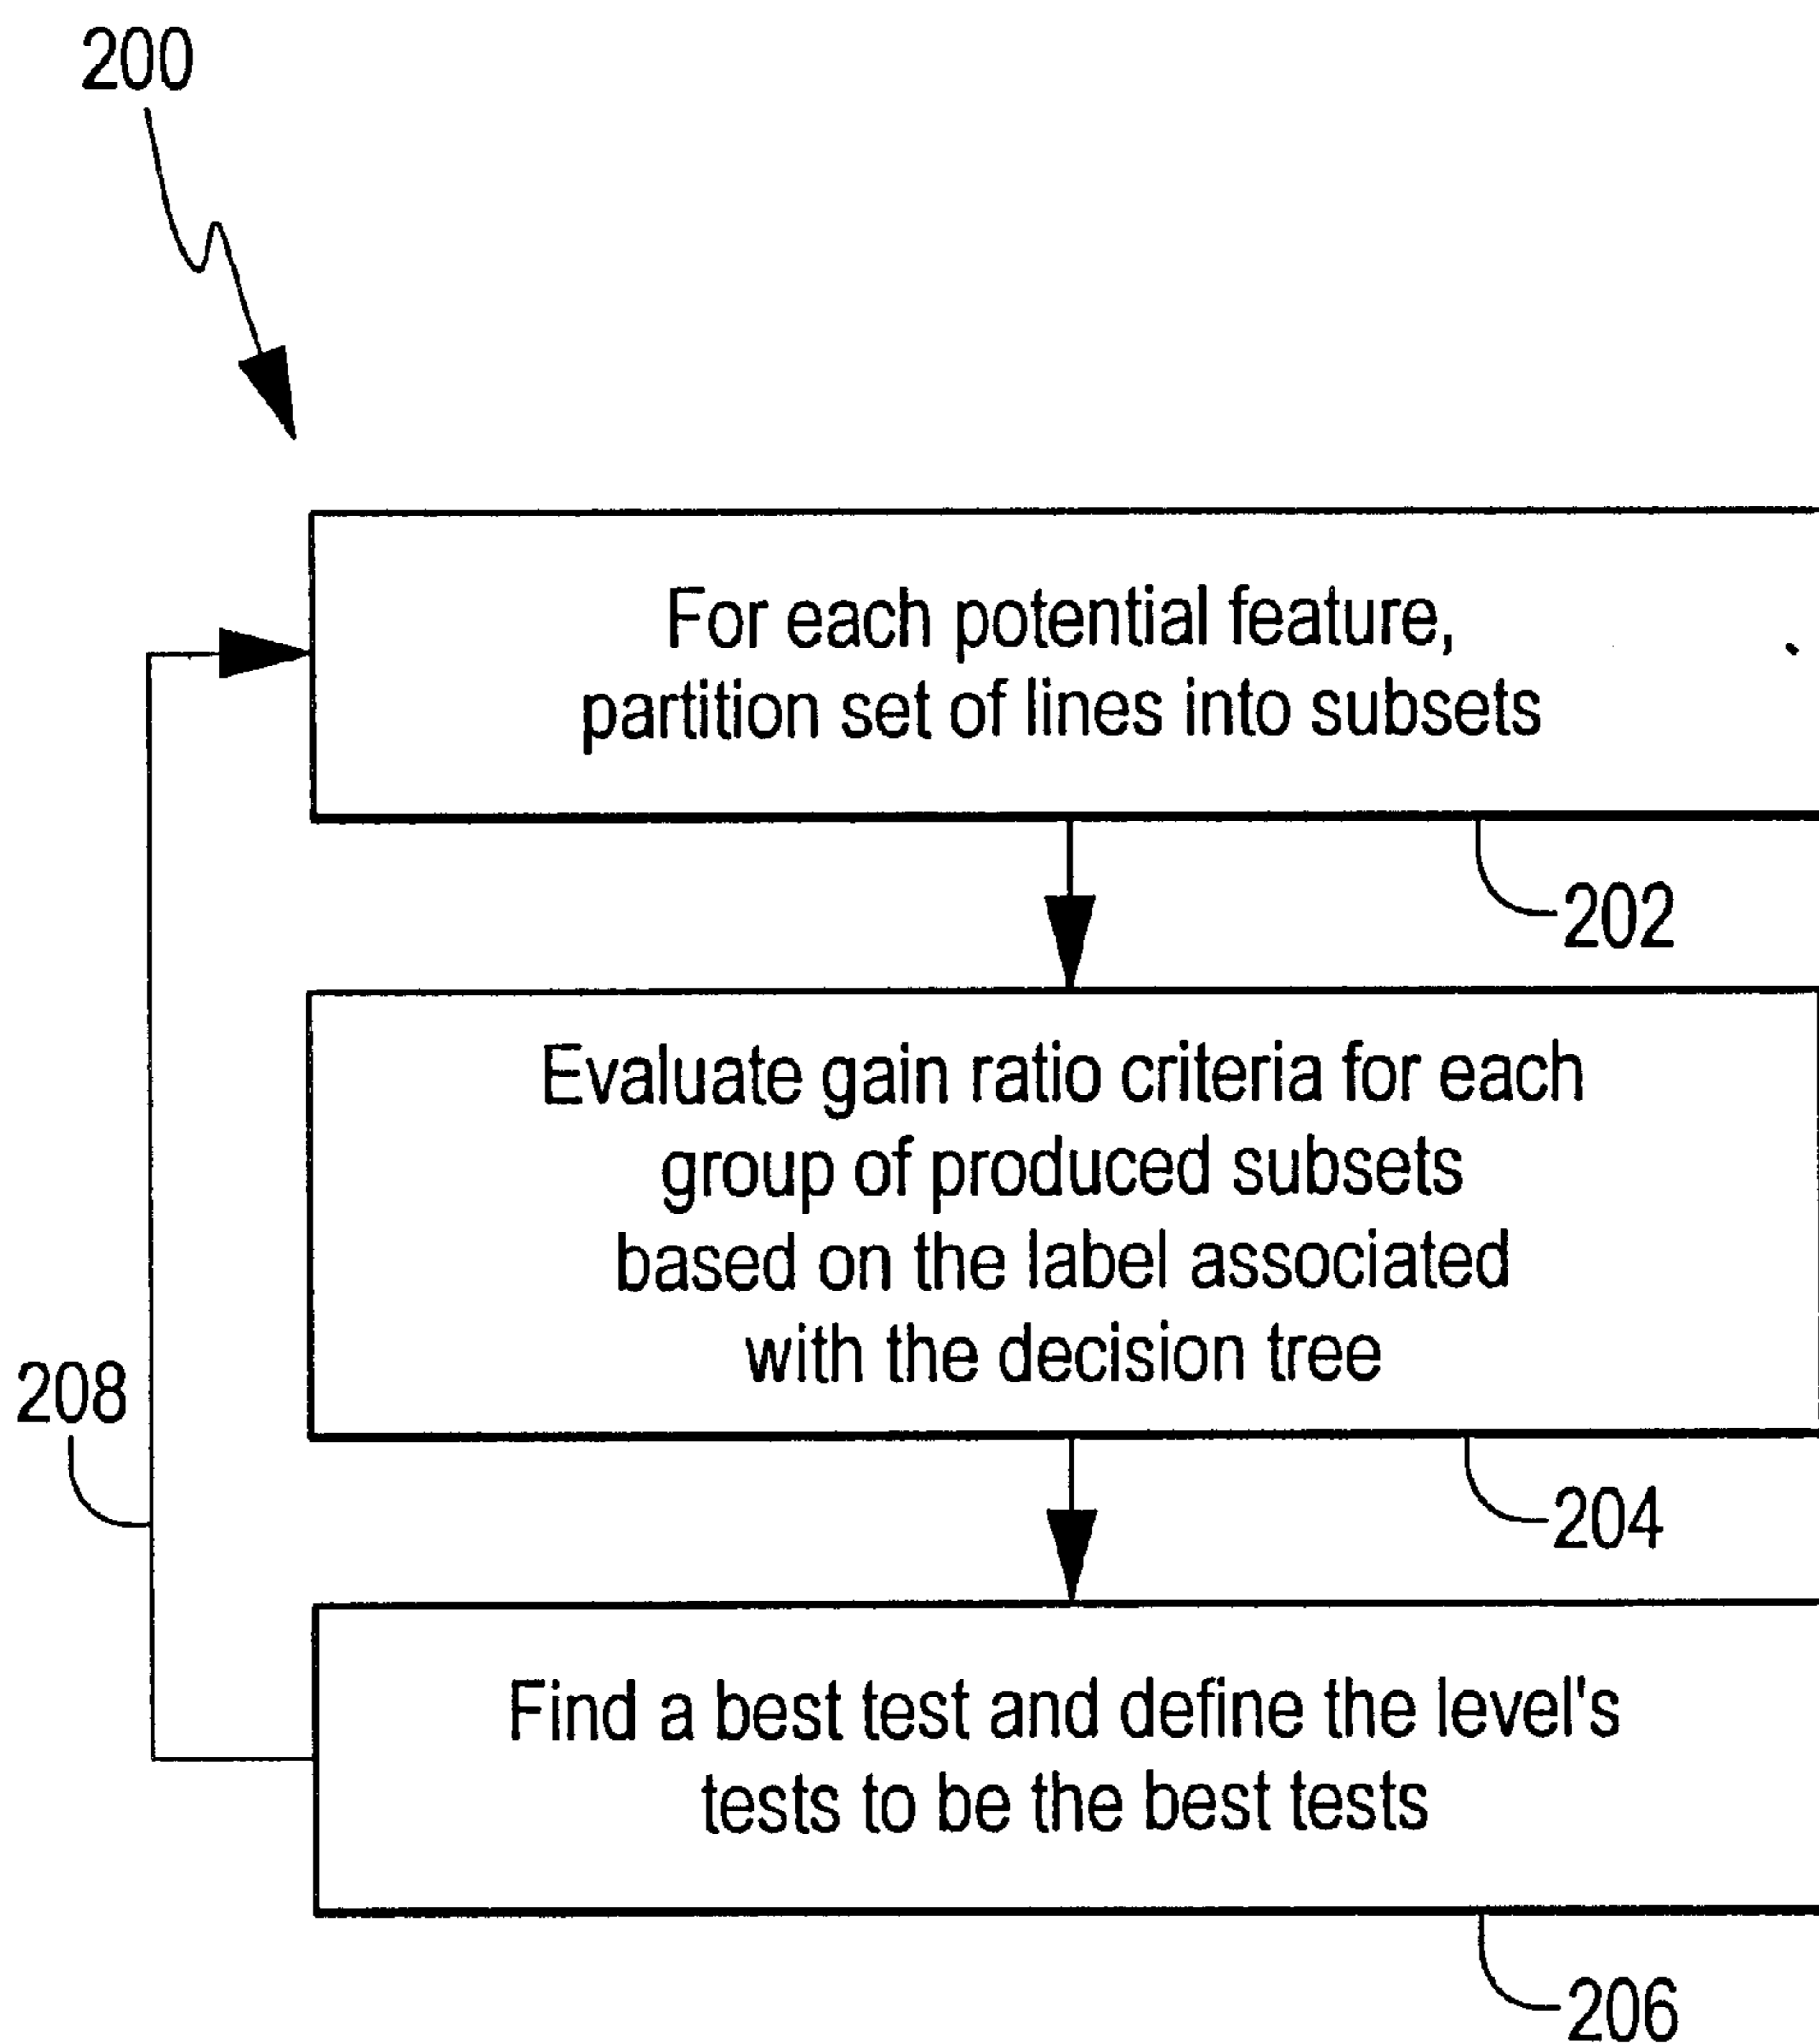 200
For each potential feature,
partition set of lines into subsets
202
Evaluate gain ratio criteria for each
group of produced subsets
based on the label associated
with the decision tree
208
204
Find a best test and define the level's
tests to be the best tests
206